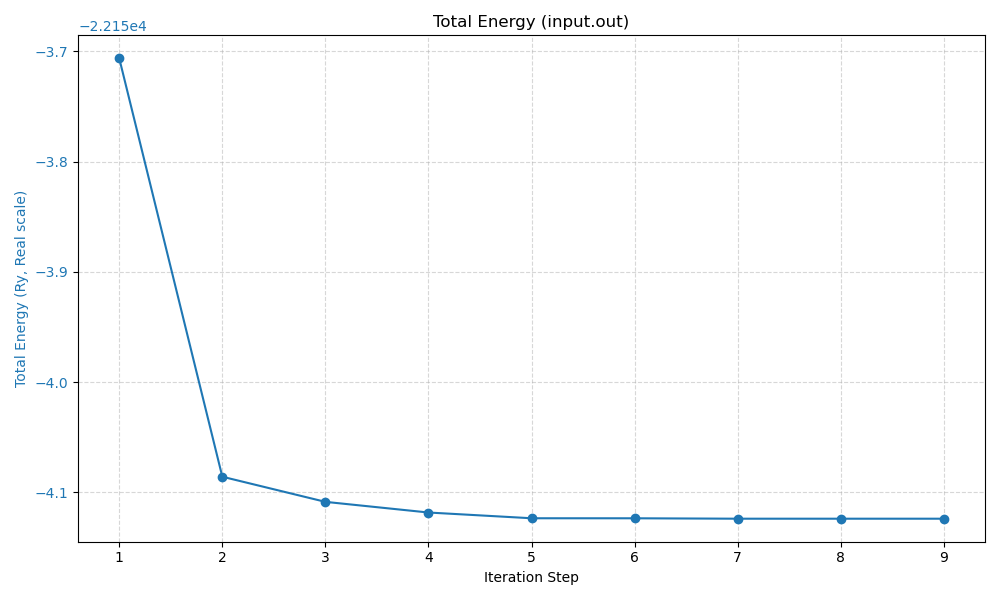 Total Energy (input.out)
−2.215e4
−3.7
−3.8
−3.9
−4.0
−4.1
Total Energy (Ry, Real scale)
1 2 3 4 5 6 7 8 9
Iteration Step